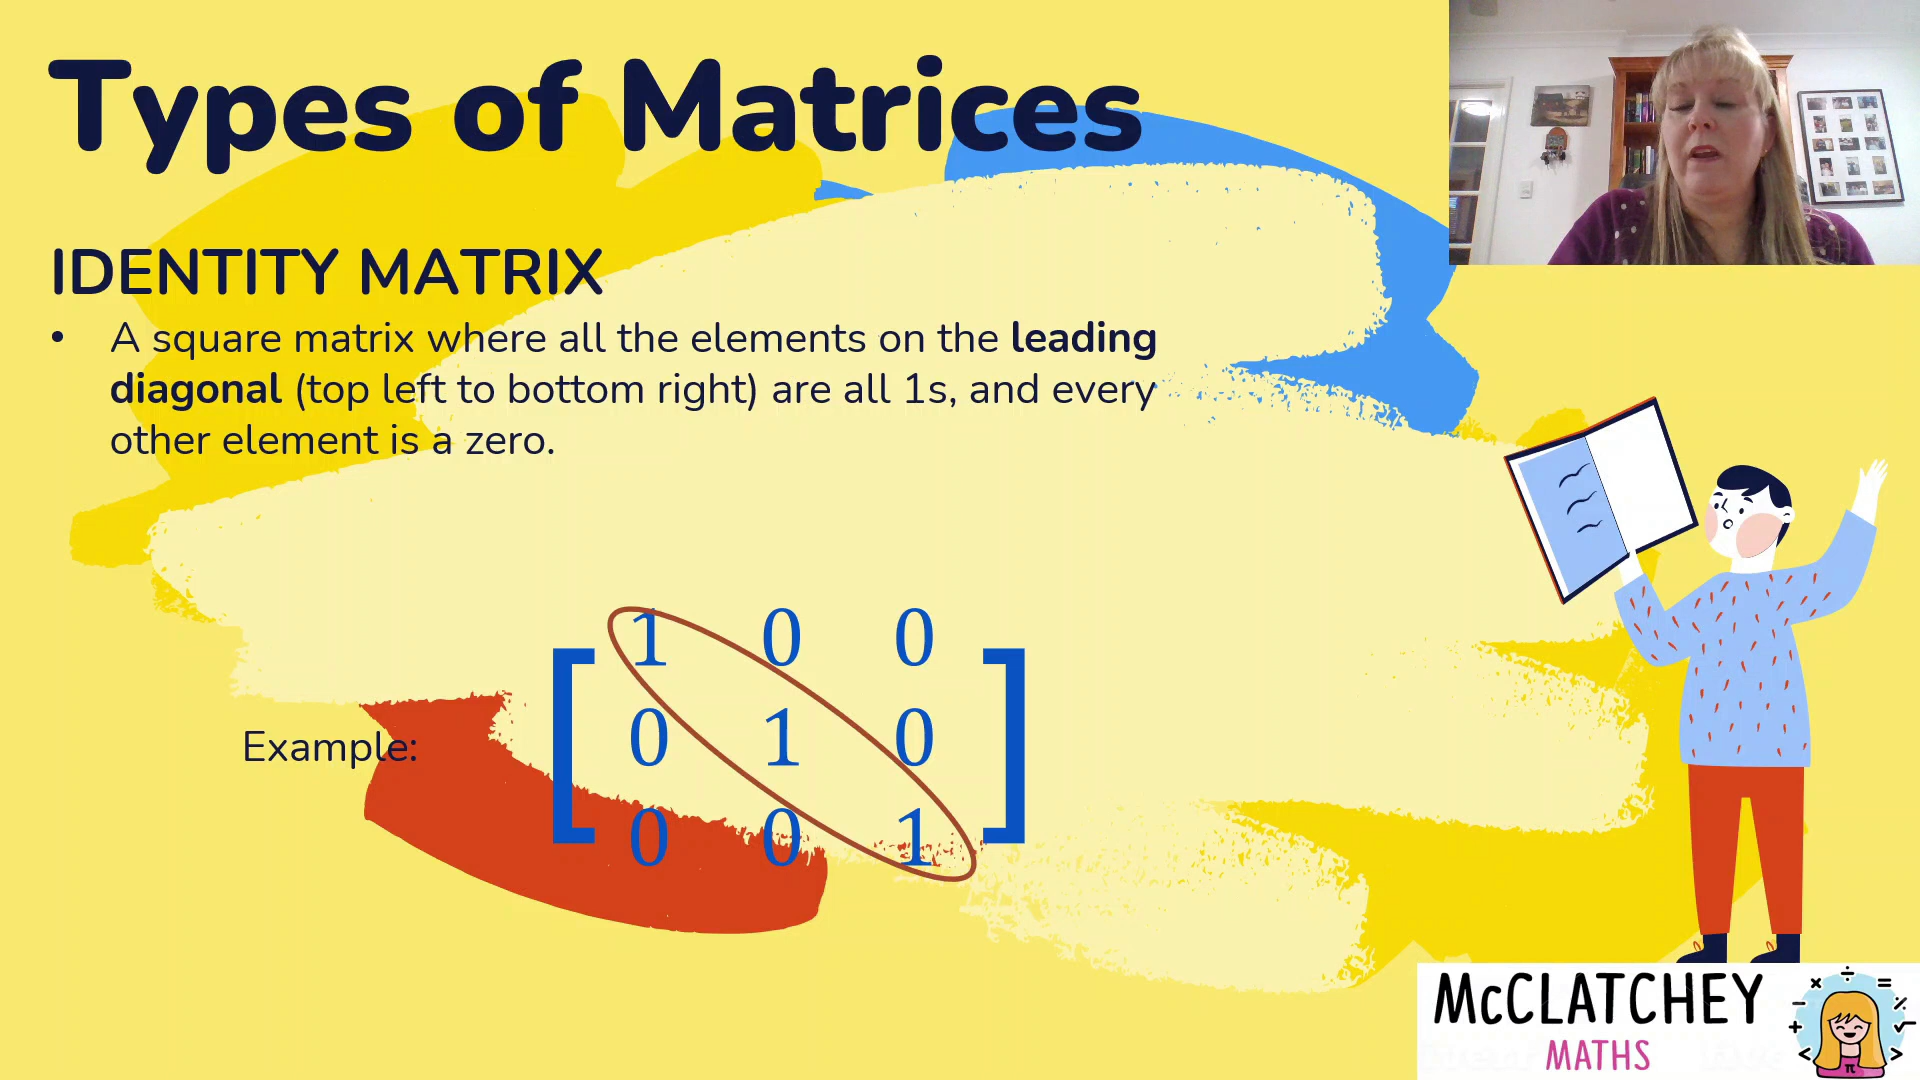 Types of Matrices
IDENTITY MATRIX
• A square matrix where all the elements on the leading
diagonal (top left to bottom right) are all 1s, and every
other element is a zero.
Example:
[1 0 0
0 1 0
0 0 1]
McCLATCHEY
MATHS
π